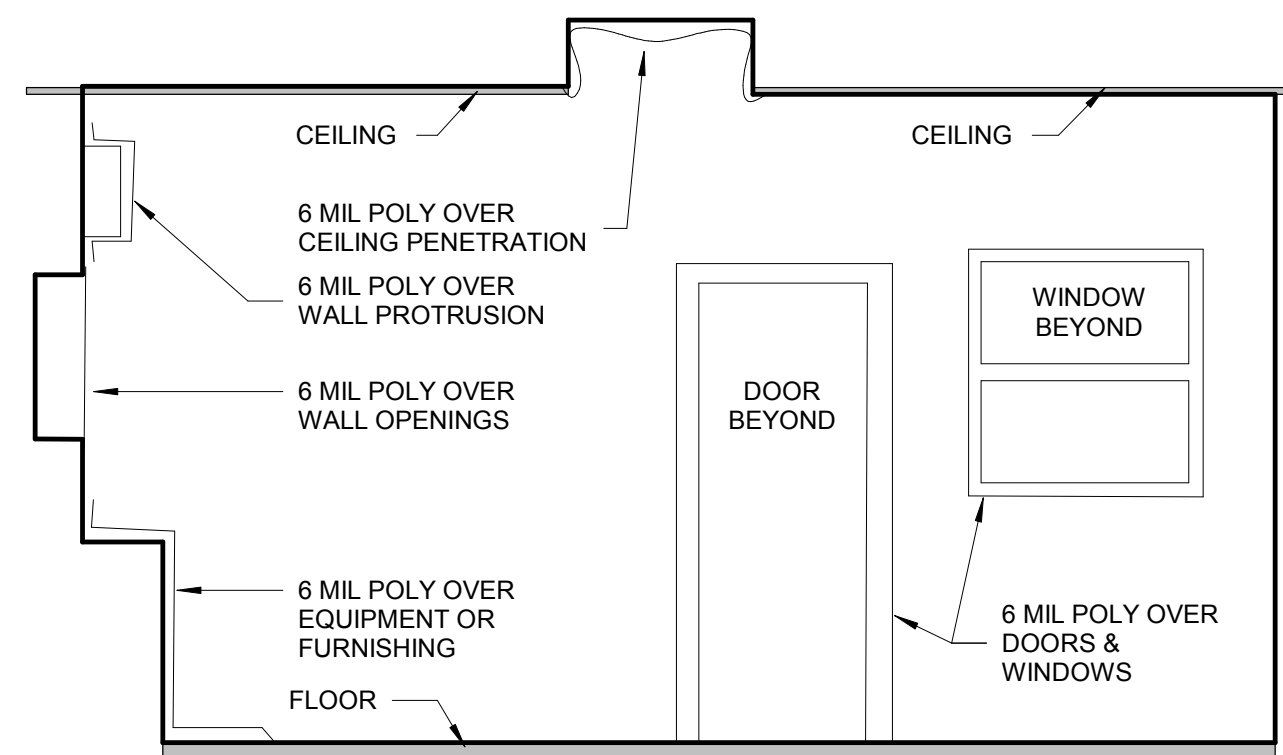 CEILING
CEILING
6 MIL POLY OVER
CEILING PENETRATION
6 MIL POLY OVER
WALL PROTRUSION
WINDOW
BEYOND
6 MIL POLY OVER
WALL OPENINGS
DOOR
BEYOND
6 MIL POLY OVER
EQUIPMENT OR
FURNISHING
6 MIL POLY OVER
DOORS &
WINDOWS
FLOOR